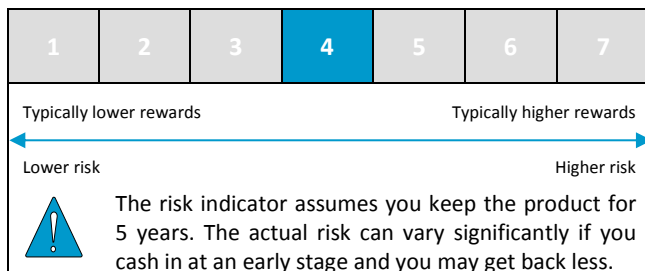 1 2 3 4 5 6 7
Typically lower rewards Typically higher rewards
Lower risk Higher risk
The risk indicator assumes you keep the product for
5 years. The actual risk can vary significantly if you
cash in at an early stage and you may get back less.